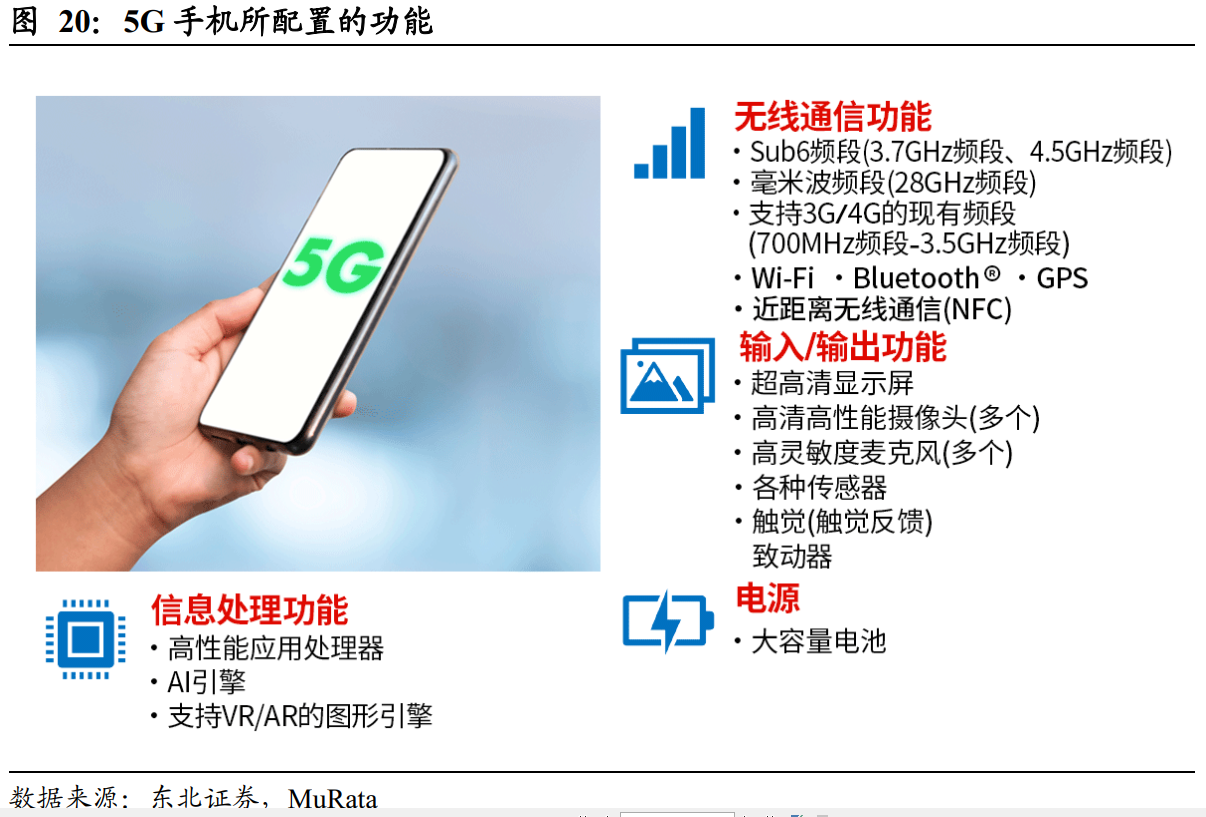 图 20：5G 手机所配置的功能
5G
无线通信功能
・Sub6频段(3.7GHz频段、4.5GHz频段)
・毫米波频段(28GHz频段)
・支持3G/4G的现有频段
(700MHz频段-3.5GHz频段)
・Wi-Fi ・Bluetooth® ・GPS
・近距离无线通信(NFC)
输入/输出功能
・超高清显示屏
・高清高性能摄像头(多个)
・高灵敏度麦克风(多个)
・各种传感器
・触觉(触觉反馈)
致动器
电源
・大容量电池
信息处理功能
・高性能应用处理器
・AI引擎
・支持VR/AR的图形引擎
数据来源：东北证券，MuRata